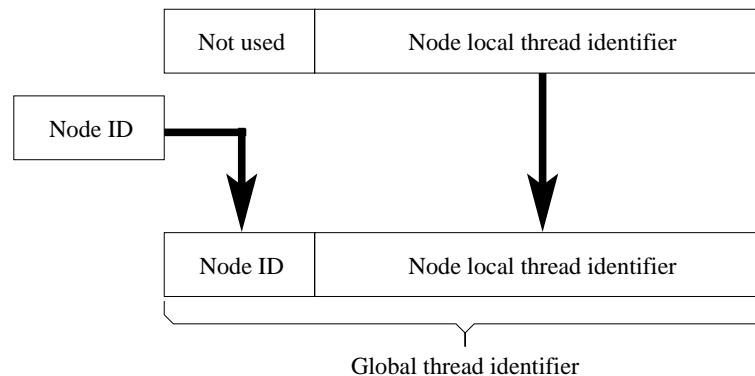 Not used
Node local thread identifier
Node ID
Node ID
Node local thread identifier
Global thread identifier